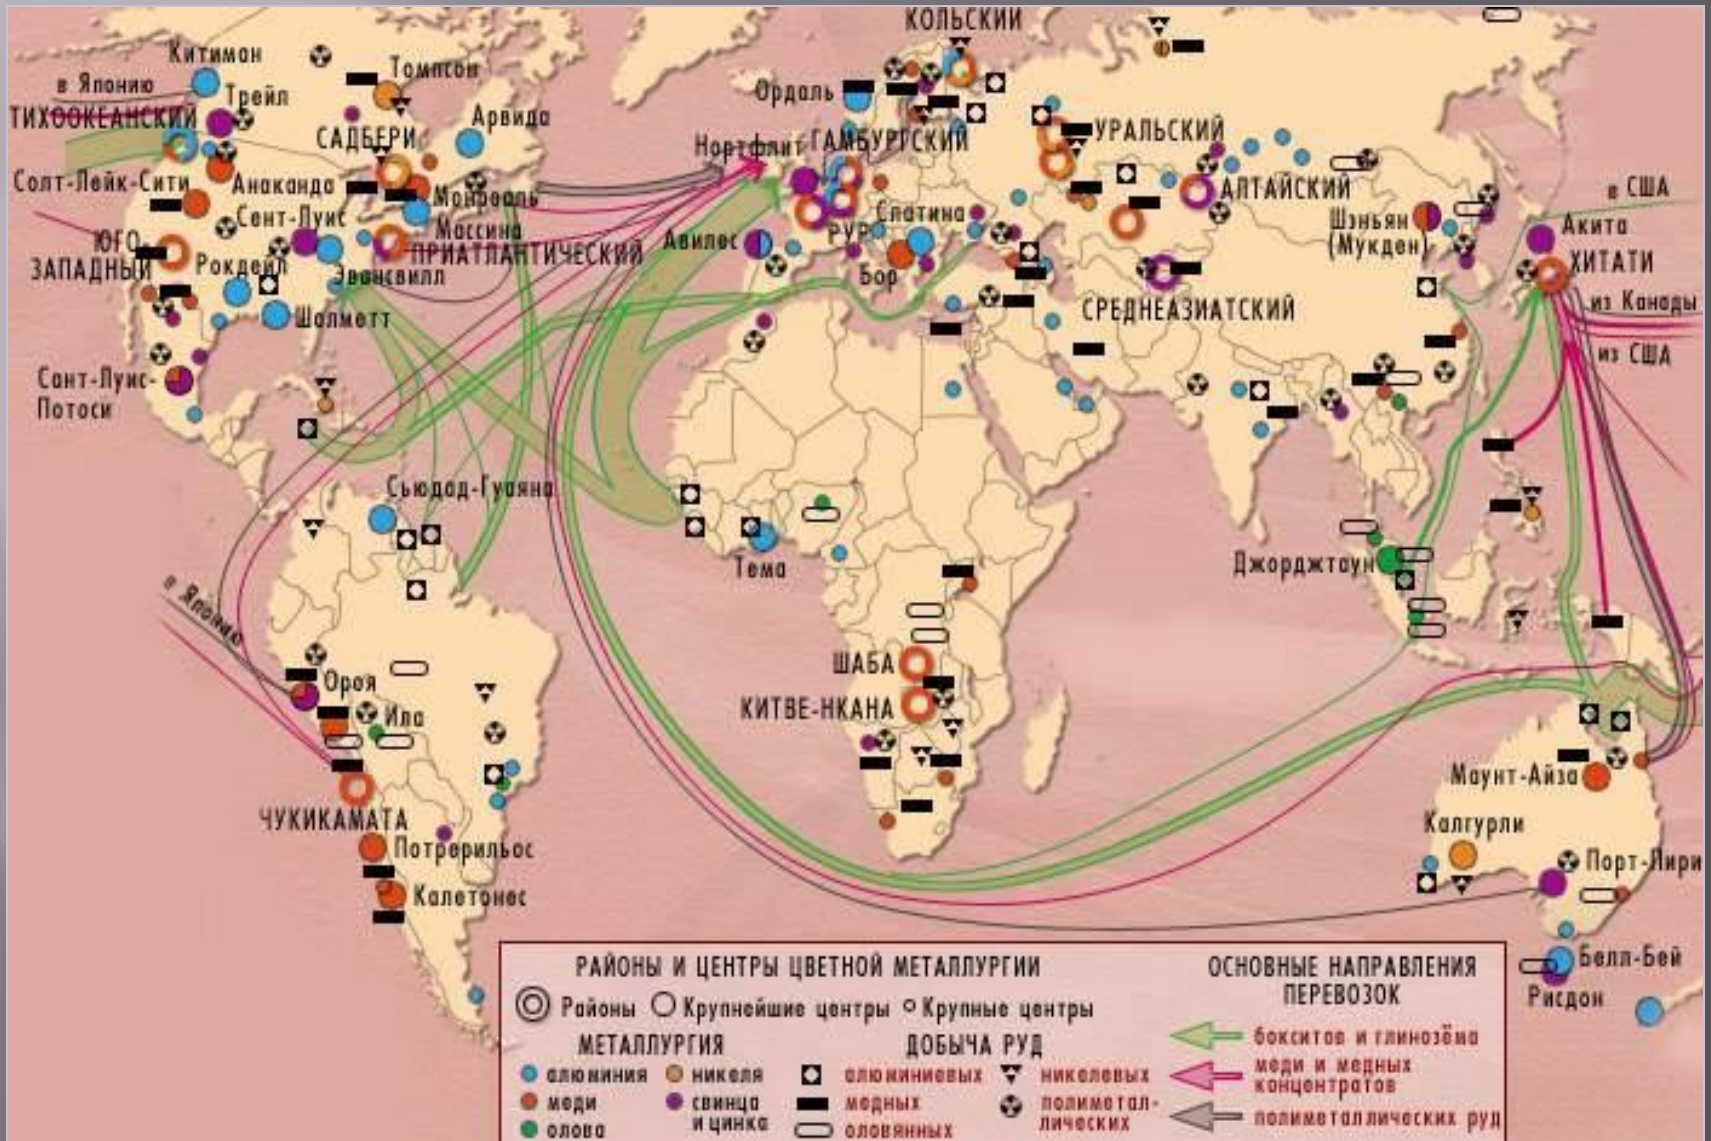 КОЛЬСКИЙ
Китимат
Томпсон
в Японию
Трейл
Ордаль
ТИХООКЕАНСКИЙ
Арвида
САДБЕРИ
УРАЛЬСКИЙ
Нортфлит
ГАМБУРГСКИЙ
Солт-Лейк-Сити
Анаконда
Монреаль
АЛТАЙСКИЙ
в США
Сент-Луис
Массина
Слатина
Шэньян
(Мукден)
Акита
ЮГО-
ЗАПАДНЫЙ
ПРИАТЛАНТИЧЕСКИЙ
Авилес
РУР
Рокдейл
Эвансвилл
Бор
ХИТАТИ
Шалметт
СРЕДНЕАЗИАТСКИЙ
из Канады
из США
Сант-Луис-
Потоси
Сьюдад-Гуаяна
Тема
Джорджтаун
в Японию
ШАБА
Ороя
КИТВЕ-НКАНА
Ила
Маунт-Айза
ЧУКИКАМАТА
Калгурли
Потрерильос
Порт-Пири
Калетонес
Белл-Бей
Рисдон
РАЙОНЫ И ЦЕНТРЫ ЦВЕТНОЙ МЕТАЛЛУРГИИ
Районы
Крупнейшие центры
Крупные центры
МЕТАЛЛУРГИЯ
алюминия
никеля
меди
свинца
и цинка
олова
ДОБЫЧА РУД
алюминиевых
никелевых
медных
полиметал-
лических
оловянных
ОСНОВНЫЕ НАПРАВЛЕНИЯ
ПЕРЕВОЗОК
бокситов и глинозёма
меди и медных
концентратов
полиметаллических руд